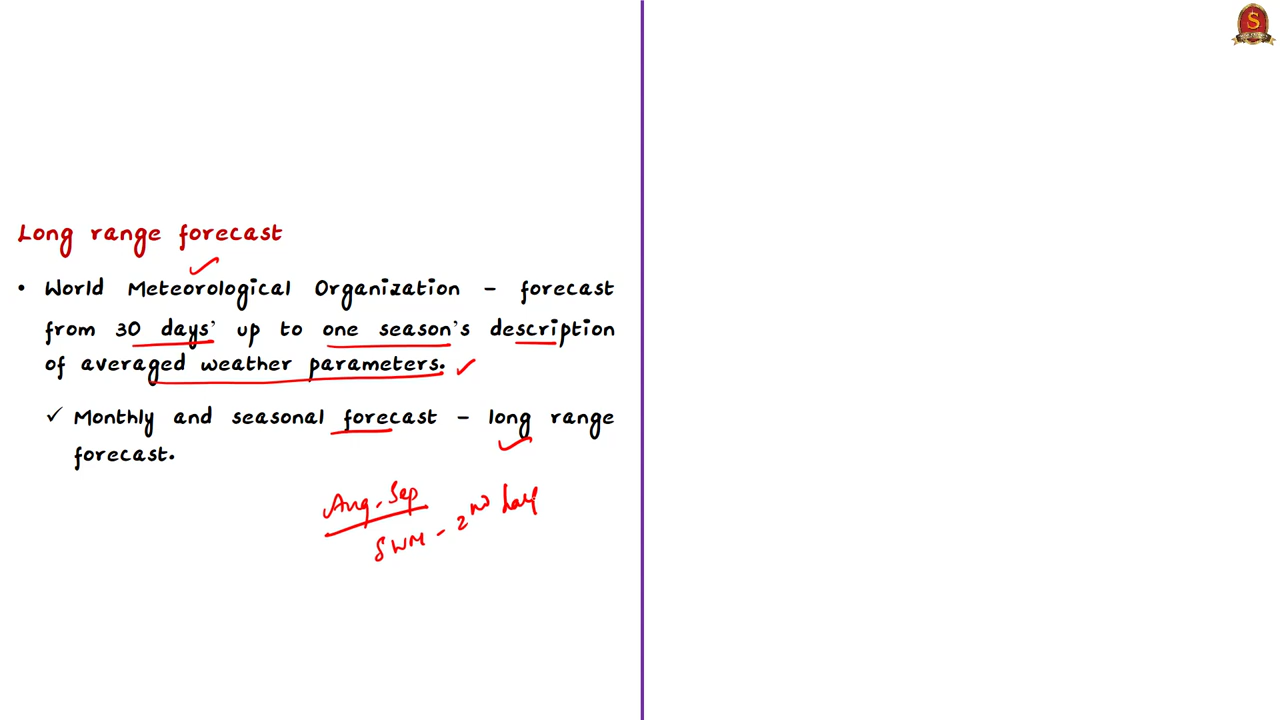 Long range forecast
• World Meteorological Organization – forecast
from 30 days' up to one season's description
of averaged weather parameters.
✓ Monthly and seasonal forecast – long range
forecast.
Aug-Sep
SWM - 2nd half
S